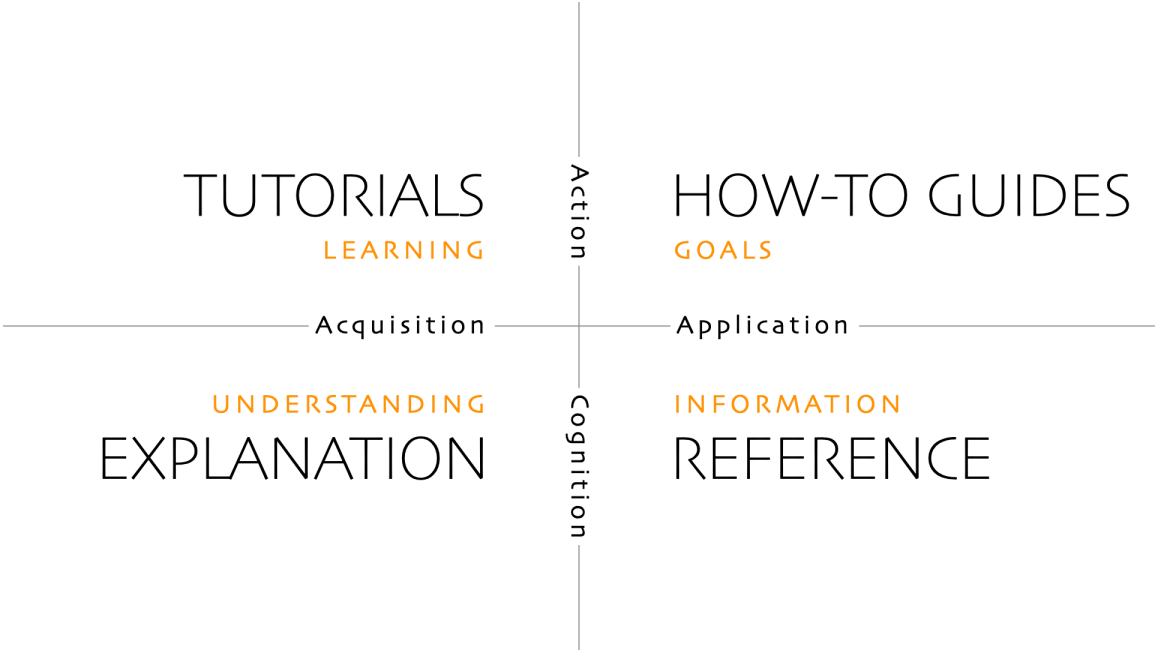 TUTORIALS
LEARNING
Action
HOW-TO GUIDES
GOALS
Acquisition
Application
UNDERSTANDING
EXPLANATION
Cognition
INFORMATION
REFERENCE